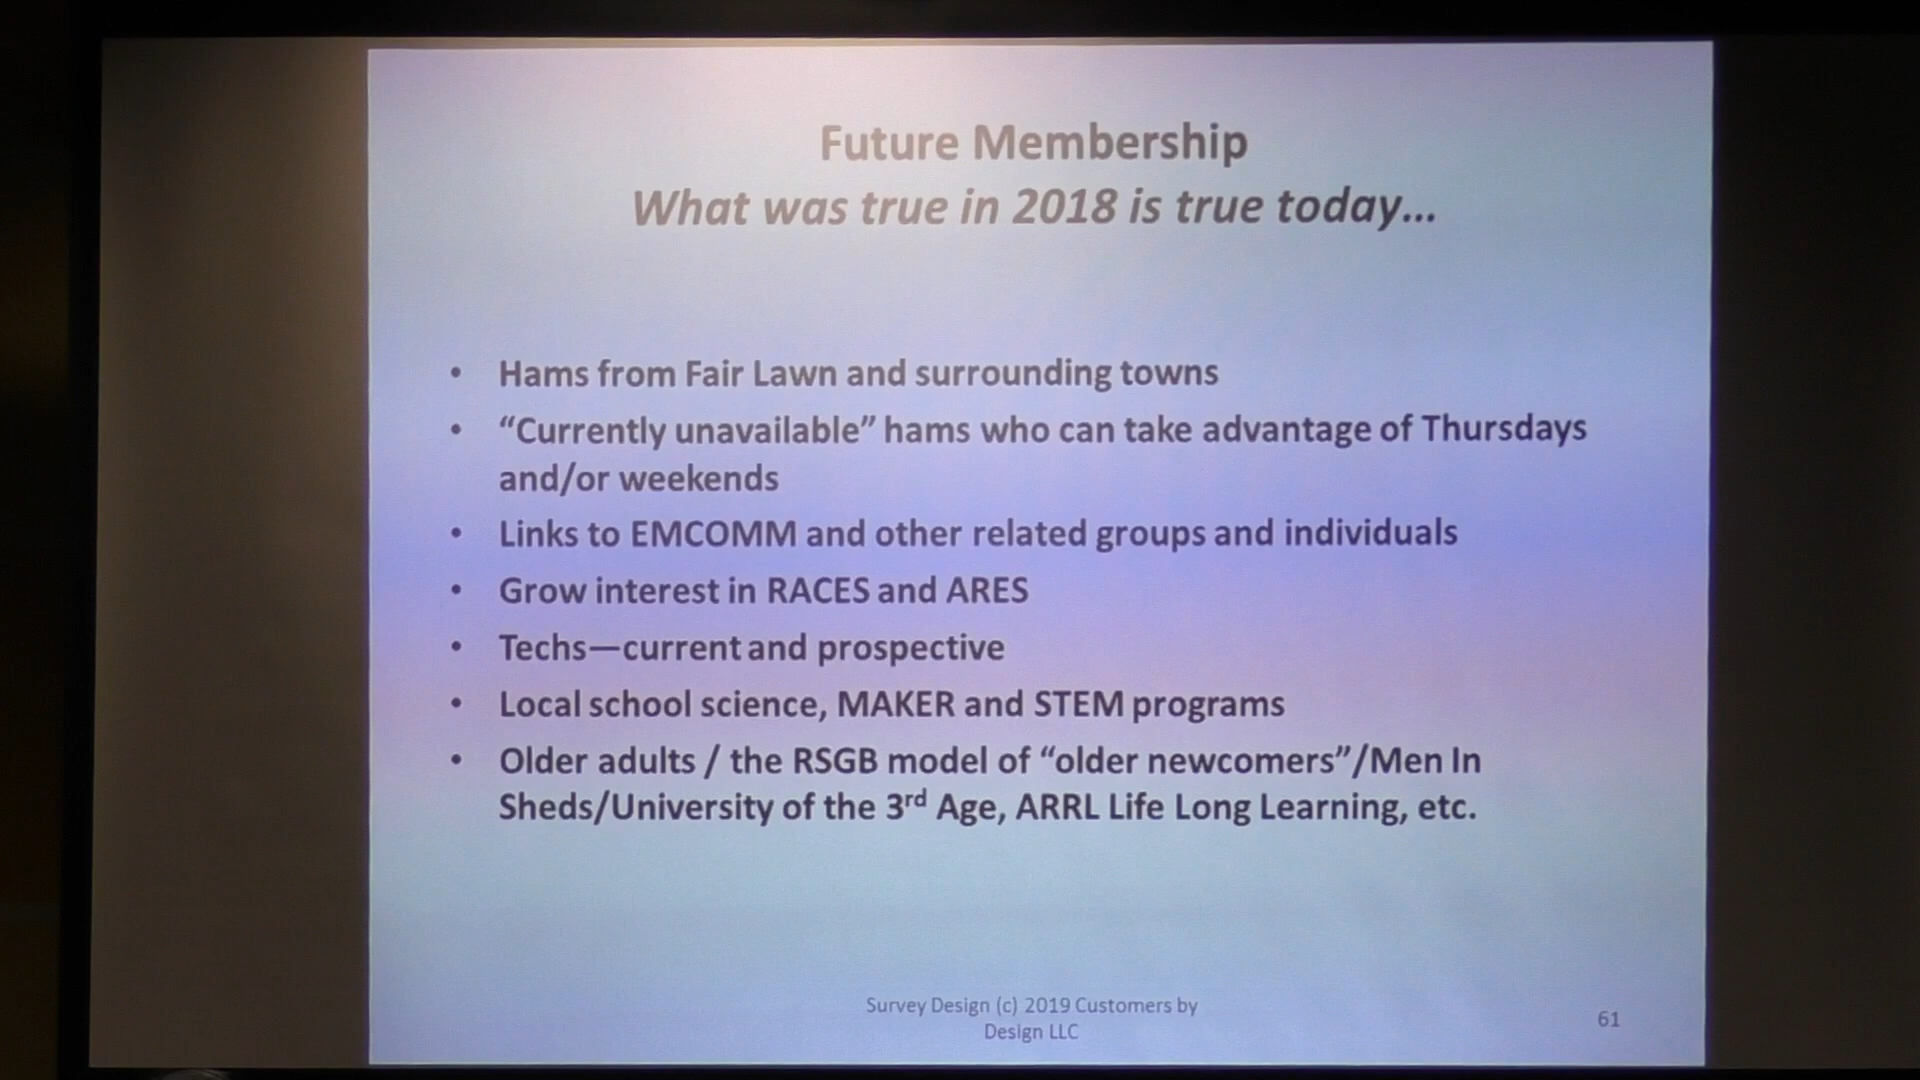 Future Membership
What was true in 2018 is true today...
• Hams from Fair Lawn and surrounding towns
• “Currently unavailable” hams who can take advantage of Thursdays
and/or weekends
• Links to EMCOMM and other related groups and individuals
• Grow interest in RACES and ARES
• Techs—current and prospective
• Local school science, MAKER and STEM programs
• Older adults / the RSGB model of “older newcomers”/Men In
Sheds/University of the 3rd Age, ARRL Life Long Learning, etc.
Survey Design (c) 2019 Customers by
Design LLC
61